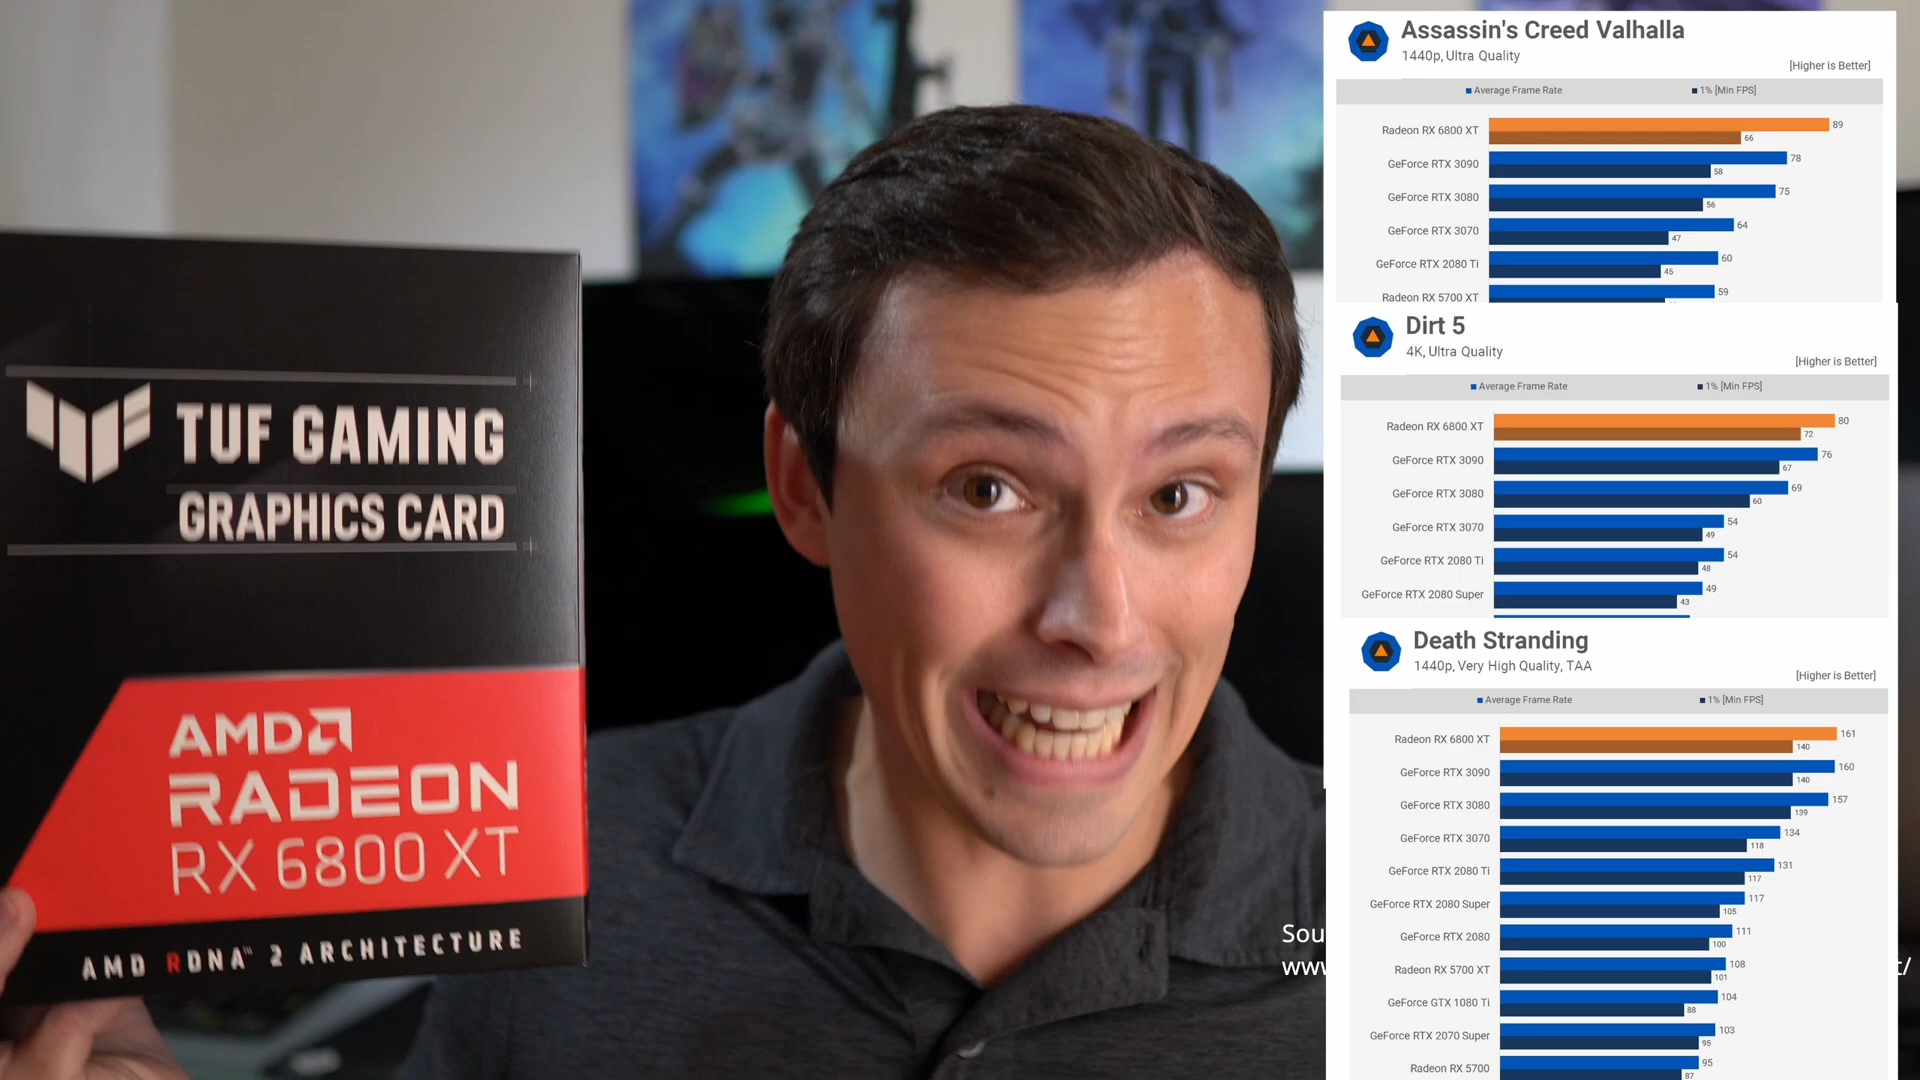 TUF GAMING
GRAPHICS CARD
AMD
RADEON
RX 6800 XT
AMD RDNA™ 2 ARCHITECTURE
Assassin's Creed Valhalla
1440p, Ultra Quality
[Higher is Better]
Average Frame Rate 1% [Min FPS]
Radeon RX 6800 XT 89
66
GeForce RTX 3090 78
58
GeForce RTX 3080 75
56
GeForce RTX 3070 64
47
GeForce RTX 2080 Ti 60
45
Radeon RX 5700 XT 59
Dirt 5
4K, Ultra Quality
[Higher is Better]
Average Frame Rate 1% [Min FPS]
Radeon RX 6800 XT 80
72
GeForce RTX 3090 76
67
GeForce RTX 3080 69
60
GeForce RTX 3070 54
49
GeForce RTX 2080 Ti 54
48
GeForce RTX 2080 Super 49
43
Death Stranding
1440p, Very High Quality, TAA
[Higher is Better]
Average Frame Rate 1% [Min FPS]
Radeon RX 6800 XT 161
140
GeForce RTX 3090 160
140
GeForce RTX 3080 157
139
GeForce RTX 3070 134
118
GeForce RTX 2080 Ti 131
117
GeForce RTX 2080 Super 117
105
GeForce RTX 2080 111
100
Radeon RX 5700 XT 108
101
GeForce GTX 1080 Ti 104
88
GeForce RTX 2070 Super 103
95
Radeon RX 5700 95
87
Sou
www
t/